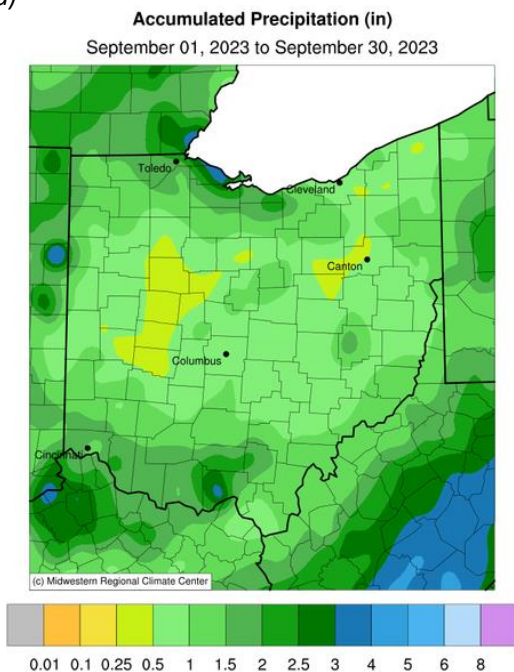 Accumulated Precipitation (in)
September 01, 2023 to September 30, 2023
Toledo
Cleveland
Canton
Columbus
Cincinnati
(c) Midwestern Regional Climate Center
0.01 0.1 0.25 0.5 1 1.5 2 2.5 3 4 5 6 8